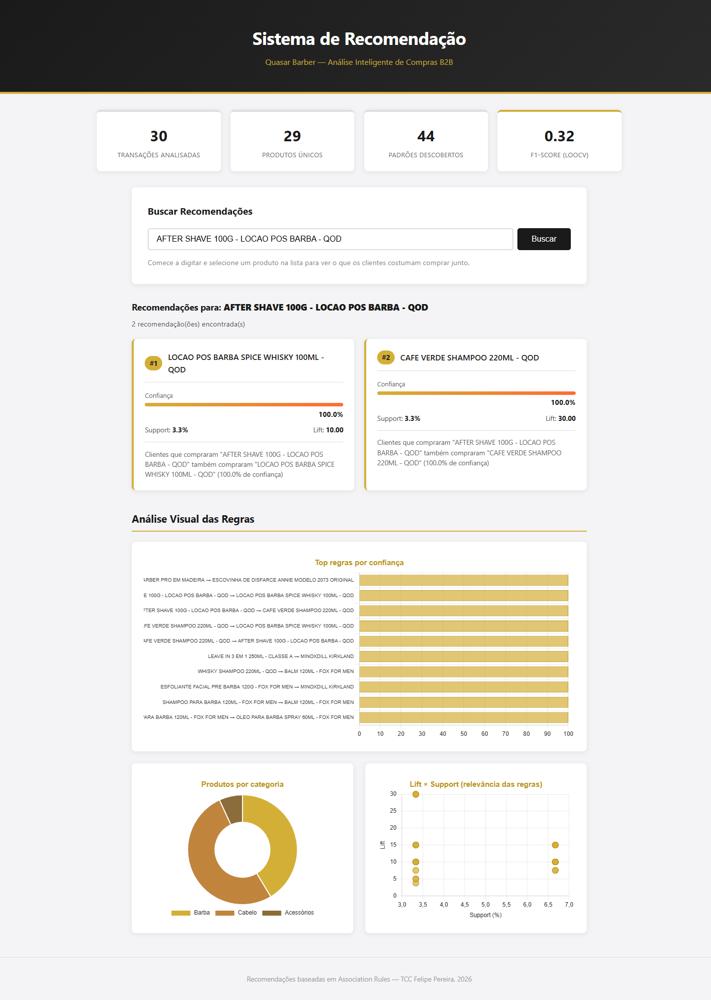 Sistema de Recomendação
Quasar Barber — Análise Inteligente de Compras B2B
30
TRANSAÇÕES ANALISADAS
29
PRODUTOS ÚNICOS
44
PADRÕES DESCOBERTOS
0.32
F1-SCORE (LOOCV)
Buscar Recomendações
AFTER SHAVE 100G - LOCAO POS BARBA - QOD
Buscar
Comece a digitar e selecione um produto na lista para ver o que os clientes costumam comprar junto.
Recomendações para: AFTER SHAVE 100G - LOCAO POS BARBA - QOD
2 recomendação(ões) encontrada(s)
#1
LOCAO POS BARBA SPICE WHISKY 100ML -
QOD
Confiança
100.0%
Support: 3.3%
Lift: 10.00
Clientes que compraram "AFTER SHAVE 100G - LOCAO POS
BARBA - QOD" também compraram "LOCAO POS BARBA SPICE
WHISKY 100ML - QOD" (100.0% de confiança)
#2
CAFE VERDE SHAMPOO 220ML - QOD
Confiança
100.0%
Support: 3.3%
Lift: 30.00
Clientes que compraram "AFTER SHAVE 100G - LOCAO POS
BARBA - QOD" também compraram "CAFE VERDE SHAMPOO
220ML - QOD" (100.0% de confiança)
Análise Visual das Regras
Top regras por confiança
ARBER PRO EM MADEIRA → ESCOVINHA DE DISFARCE ANNIE MODELO 2073 ORIGINAL
E 100G - LOCAO POS BARBA - QOD → LOCAO POS BARBA SPICE WHISKY 100ML - QOD
FTER SHAVE 100G - LOCAO POS BARBA - QOD → CAFE VERDE SHAMPOO 220ML - QOD
AFE VERDE SHAMPOO 220ML - QOD → LOCAO POS BARBA SPICE WHISKY 100ML - QOD
AFE VERDE SHAMPOO 220ML - QOD → AFTER SHAVE 100G - LOCAO POS BARBA - QOD
LEAVE IN 3 EM 1 250ML - CLASSE A → MINOXDILL KIRKLAND
WHISKY SHAMPOO 220ML - QOD → BALM 120ML - FOX FOR MEN
ESFOLIANTE FACIAL PRE BARBA 120G - FOX FOR MEN → MINOXDILL KIRKLAND
SHAMPOO PARA BARBA 120ML - FOX FOR MEN → BALM 120ML - FOX FOR MEN
PARA BARBA 120ML - FOX FOR MEN → OLEO PARA BARBA SPRAY 60ML - FOX FOR MEN
0 10 20 30 40 50 60 70 80 90 100
Produtos por categoria
Barba Cabelo Acessórios
Lift × Support (relevância das regras)
30
25
20
15
10
5
0
Lift
3,0 3,5 4,0 4,5 5,0 5,5 6,0 6,5 7,0
Support (%)
Recomendações baseadas em Association Rules — TCC Felipe Pereira, 2026